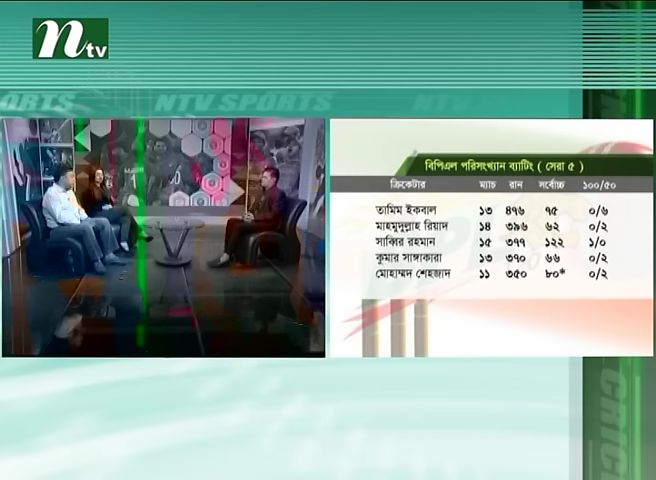 ntv
ORTS NTV SPORTS
বিপিএল পরিসংখ্যান ব্যাটিং ( সেরা ৫ )
ক্রিকেটার ম্যাচ রান সর্বোচ্চ ১০০/৫০
তামিম ইকবাল ১৩ ৪৭৬ ৭৫ ০/৬
মাহমুদুল্লাহ রিয়াদ ১৪ ৩৯৬ ৬২ ০/২
সাব্বির রহমান ১৫ ৩৭৭ ১২২ ১/০
কুমার সাঙ্গাকারা ১৩ ৩৭০ ৬৬ ০/২
মোহাম্মদ শেহজাদ ১১ ৩৫০ ৮০* ০/২
CRIC